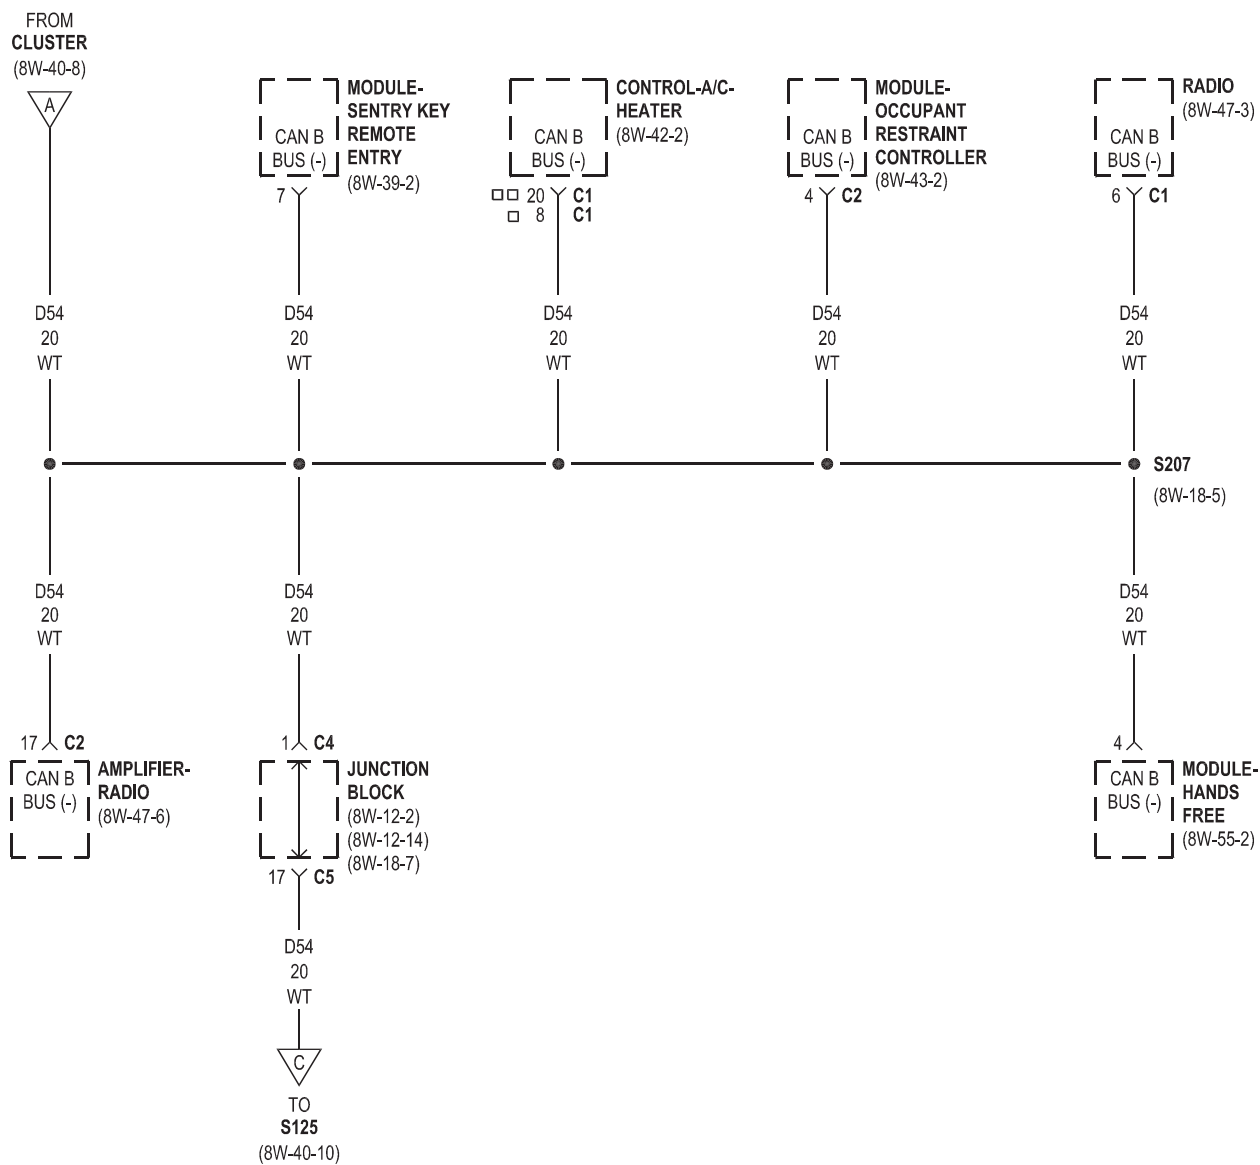 FROM
CLUSTER
(8W-40-8)
A
MODULE-
SENTRY KEY
REMOTE
ENTRY
(8W-39-2)
CAN B
BUS (-)
7
CONTROL-A/C-
HEATER
(8W-42-2)
CAN B
BUS (-)
20 C1
8 C1
MODULE-
OCCUPANT
RESTRAINT
CONTROLLER
(8W-43-2)
CAN B
BUS (-)
4 C2
RADIO
(8W-47-3)
CAN B
BUS (-)
6 C1
D54
20
WT
D54
20
WT
D54
20
WT
D54
20
WT
D54
20
WT
S207
(8W-18-5)
D54
20
WT
D54
20
WT
D54
20
WT
17 C2
CAN B
BUS (-)
AMPLIFIER-
RADIO
(8W-47-6)
1 C4
JUNCTION
BLOCK
(8W-12-2)
(8W-12-14)
(8W-18-7)
17 C5
4
CAN B
BUS (-)
MODULE-
HANDS
FREE
(8W-55-2)
D54
20
WT
C
TO
S125
(8W-40-10)